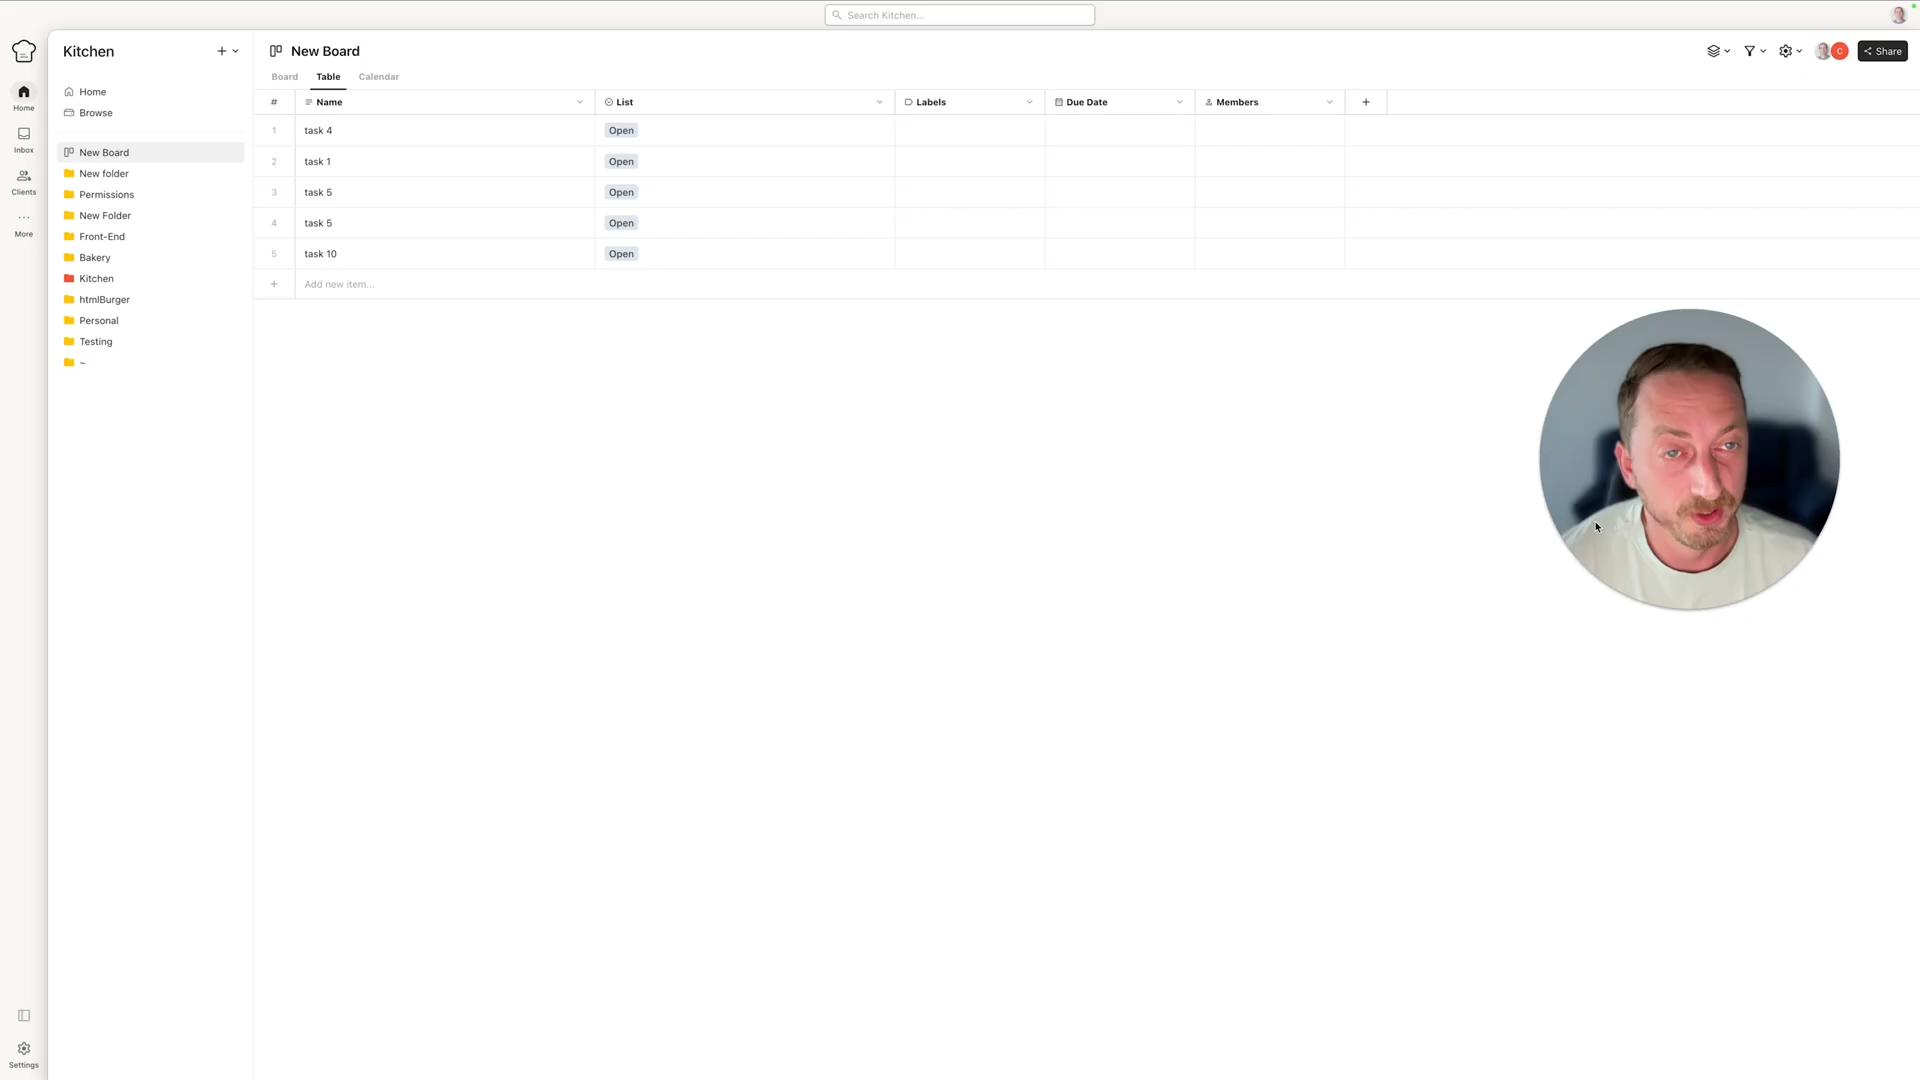 Search Kitchen...
Kitchen
New Board
Share
Board Table Calendar
Home
Inbox
Clients
More
Settings
Home
Browse
New Board
New folder
Permissions
New Folder
Front-End
Bakery
Kitchen
htmlBurger
Personal
Testing
~
# Name List Labels Due Date Members
1 task 4 Open
2 task 1 Open
3 task 5 Open
4 task 5 Open
5 task 10 Open
Add new item...
C